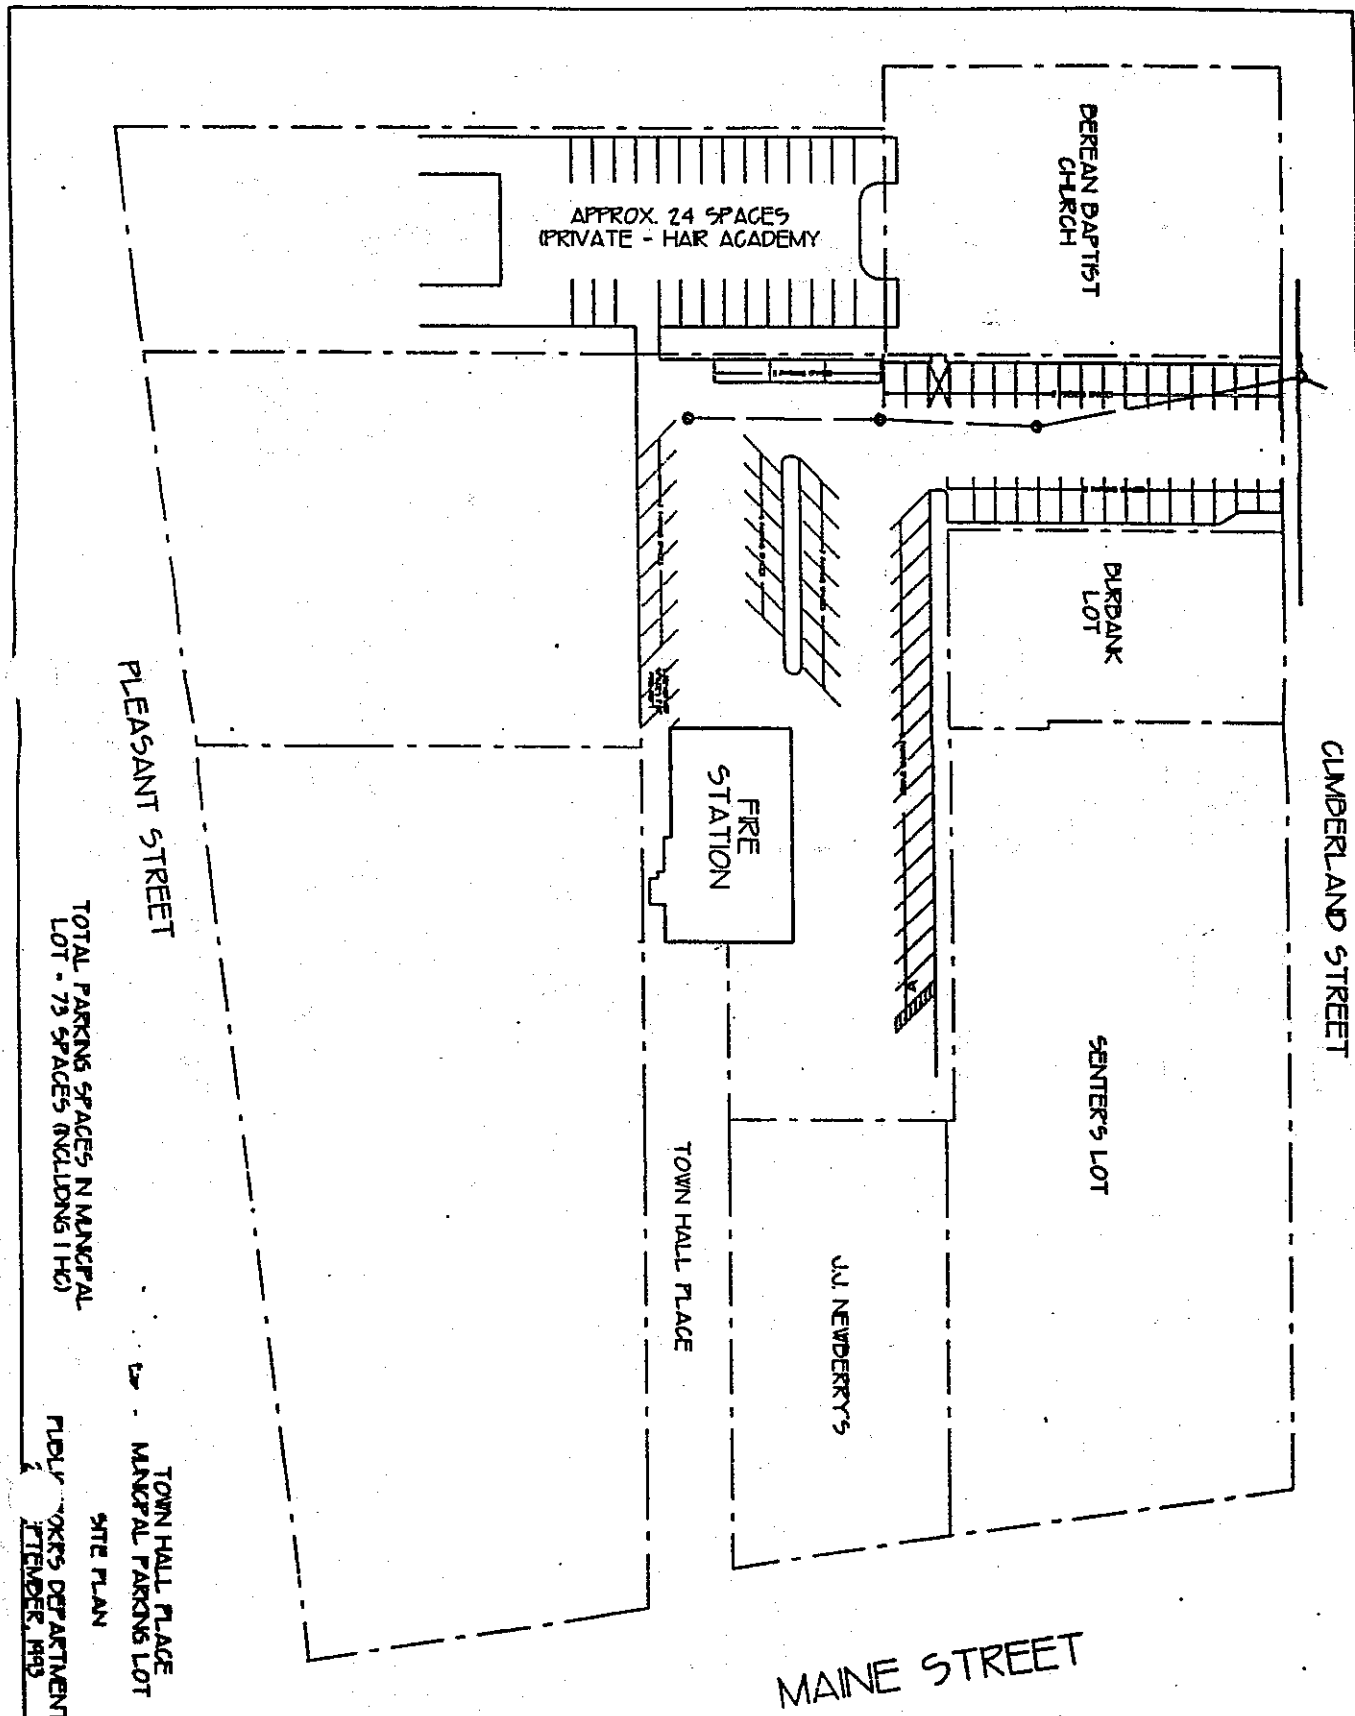 BEREAN BAPTIST
CHURCH
APPROX. 24 SPACES
(PRIVATE - HAIR ACADEMY
BURBANK
LOT
CUMBERLAND STREET
PLEASANT STREET
FIRE
STATION
SENTER'S LOT
TOWN HALL PLACE
J.J. NEWBERRY'S
MAINE STREET
TOTAL PARKING SPACES IN MUNICIPAL
LOT - 73 SPACES (INCLUDING 1 HC)
TOWN HALL PLACE
MUNICIPAL PARKING LOT
SITE PLAN
DEPARTMENT
1993